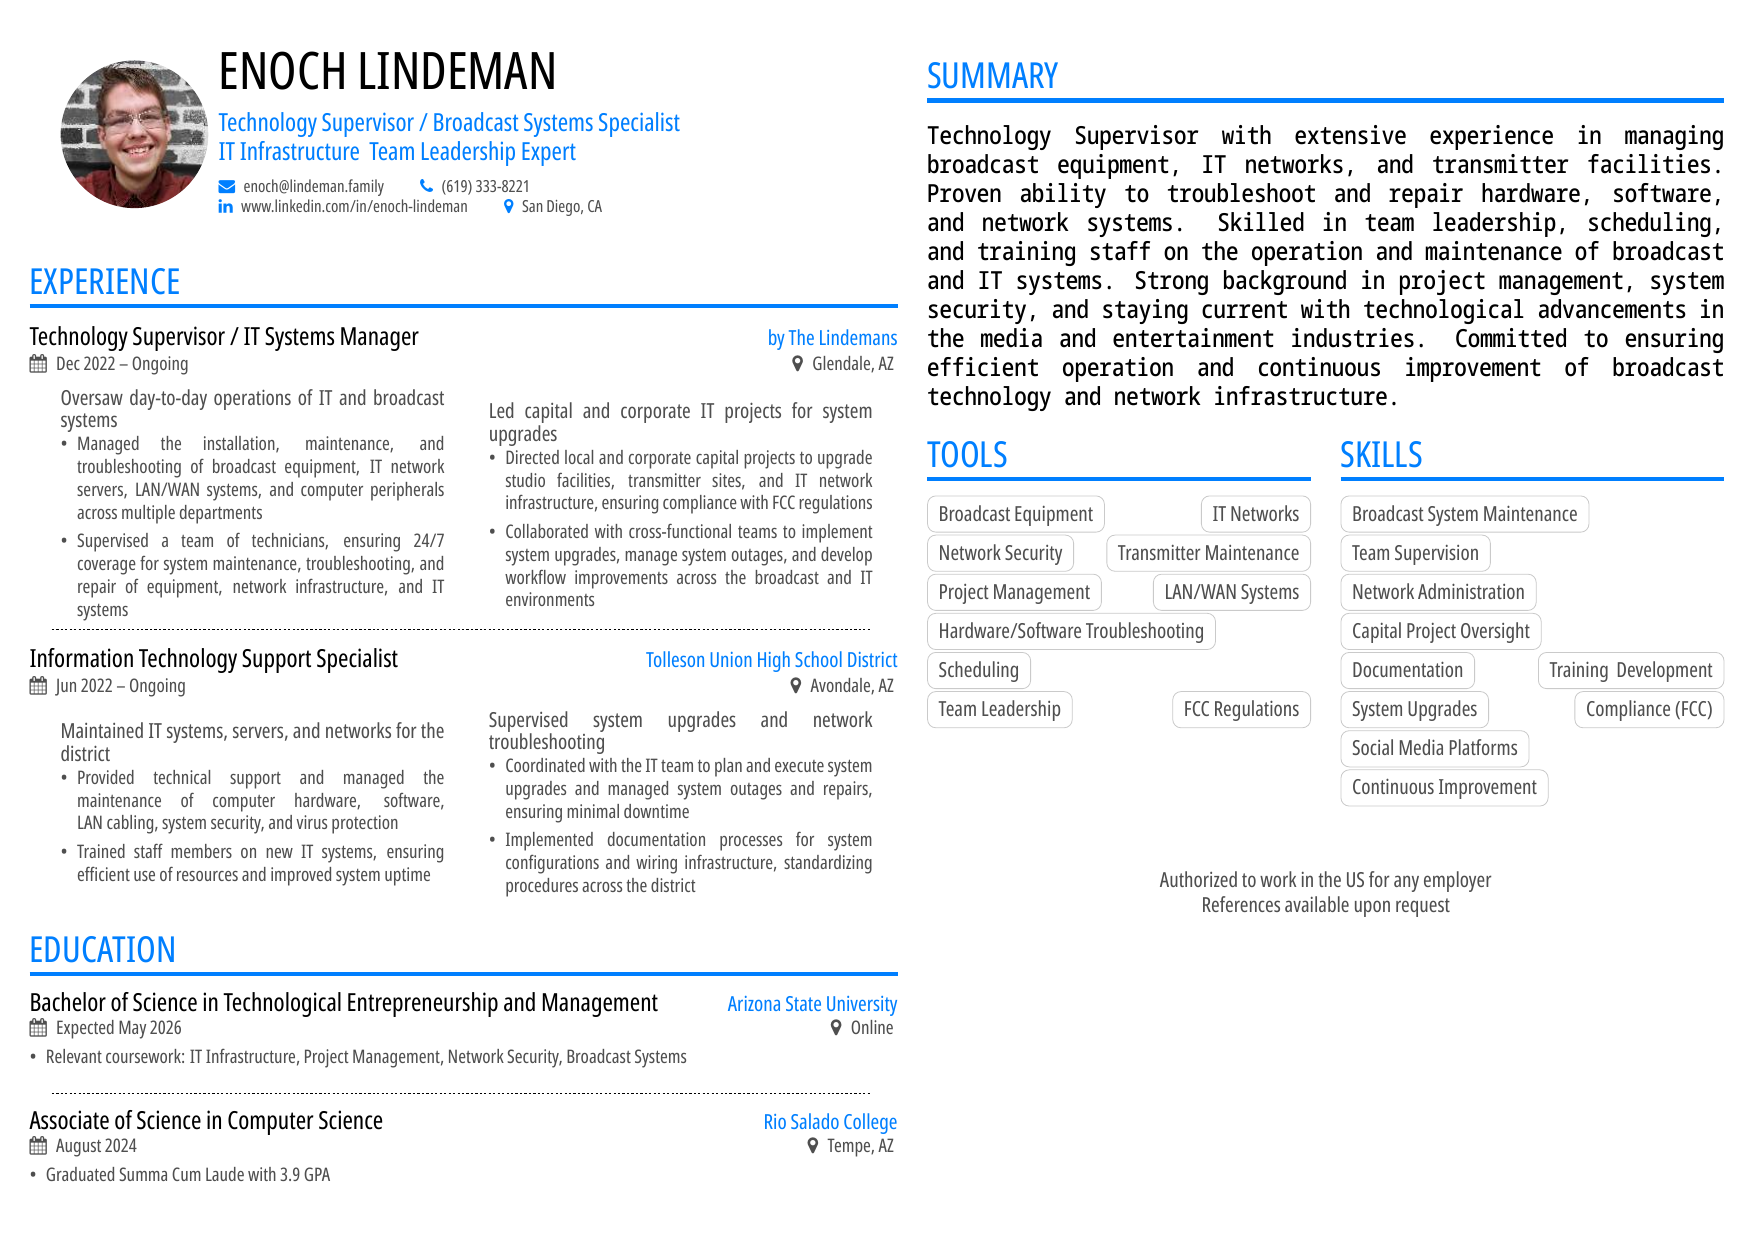 ENOCH LINDEMAN
Technology Supervisor / Broadcast Systems Specialist
IT Infrastructure Team Leadership Expert
enoch@lindeman.family (619) 333-8221
www.linkedin.com/in/enoch-lindeman San Diego, CA
EXPERIENCE
Technology Supervisor / IT Systems Manager by The Lindemans
Dec 2022 – Ongoing Glendale, AZ
Oversaw day-to-day operations of IT and broadcast
systems
• Managed the installation, maintenance, and
troubleshooting of broadcast equipment, IT network
servers, LAN/WAN systems, and computer peripherals
across multiple departments
• Supervised a team of technicians, ensuring 24/7
coverage for system maintenance, troubleshooting, and
repair of equipment, network infrastructure, and IT
systems
Led capital and corporate IT projects for system
upgrades
• Directed local and corporate capital projects to upgrade
studio facilities, transmitter sites, and IT network
infrastructure, ensuring compliance with FCC regulations
• Collaborated with cross-functional teams to implement
system upgrades, manage system outages, and develop
workflow improvements across the broadcast and IT
environments
Information Technology Support Specialist Tolleson Union High School District
Jun 2022 – Ongoing Avondale, AZ
Maintained IT systems, servers, and networks for the
district
• Provided technical support and managed the
maintenance of computer hardware, software,
LAN cabling, system security, and virus protection
• Trained staff members on new IT systems, ensuring
efficient use of resources and improved system uptime
Supervised system upgrades and network
troubleshooting
• Coordinated with the IT team to plan and execute system
upgrades and managed system outages and repairs,
ensuring minimal downtime
• Implemented documentation processes for system
configurations and wiring infrastructure, standardizing
procedures across the district
EDUCATION
Bachelor of Science in Technological Entrepreneurship and Management Arizona State University
Expected May 2026 Online
• Relevant coursework: IT Infrastructure, Project Management, Network Security, Broadcast Systems
Associate of Science in Computer Science Rio Salado College
August 2024 Tempe, AZ
• Graduated Summa Cum Laude with 3.9 GPA
SUMMARY
Technology Supervisor with extensive experience in managing
broadcast equipment, IT networks, and transmitter facilities.
Proven ability to troubleshoot and repair hardware, software,
and network systems. Skilled in team leadership, scheduling,
and training staff on the operation and maintenance of broadcast
and IT systems. Strong background in project management, system
security, and staying current with technological advancements in
the media and entertainment industries. Committed to ensuring
efficient operation and continuous improvement of broadcast
technology and network infrastructure.
TOOLS
Broadcast Equipment IT Networks
Network Security Transmitter Maintenance
Project Management LAN/WAN Systems
Hardware/Software Troubleshooting
Scheduling
Team Leadership FCC Regulations
SKILLS
Broadcast System Maintenance
Team Supervision
Network Administration
Capital Project Oversight
Documentation Training Development
System Upgrades Compliance (FCC)
Social Media Platforms
Continuous Improvement
Authorized to work in the US for any employer
References available upon request